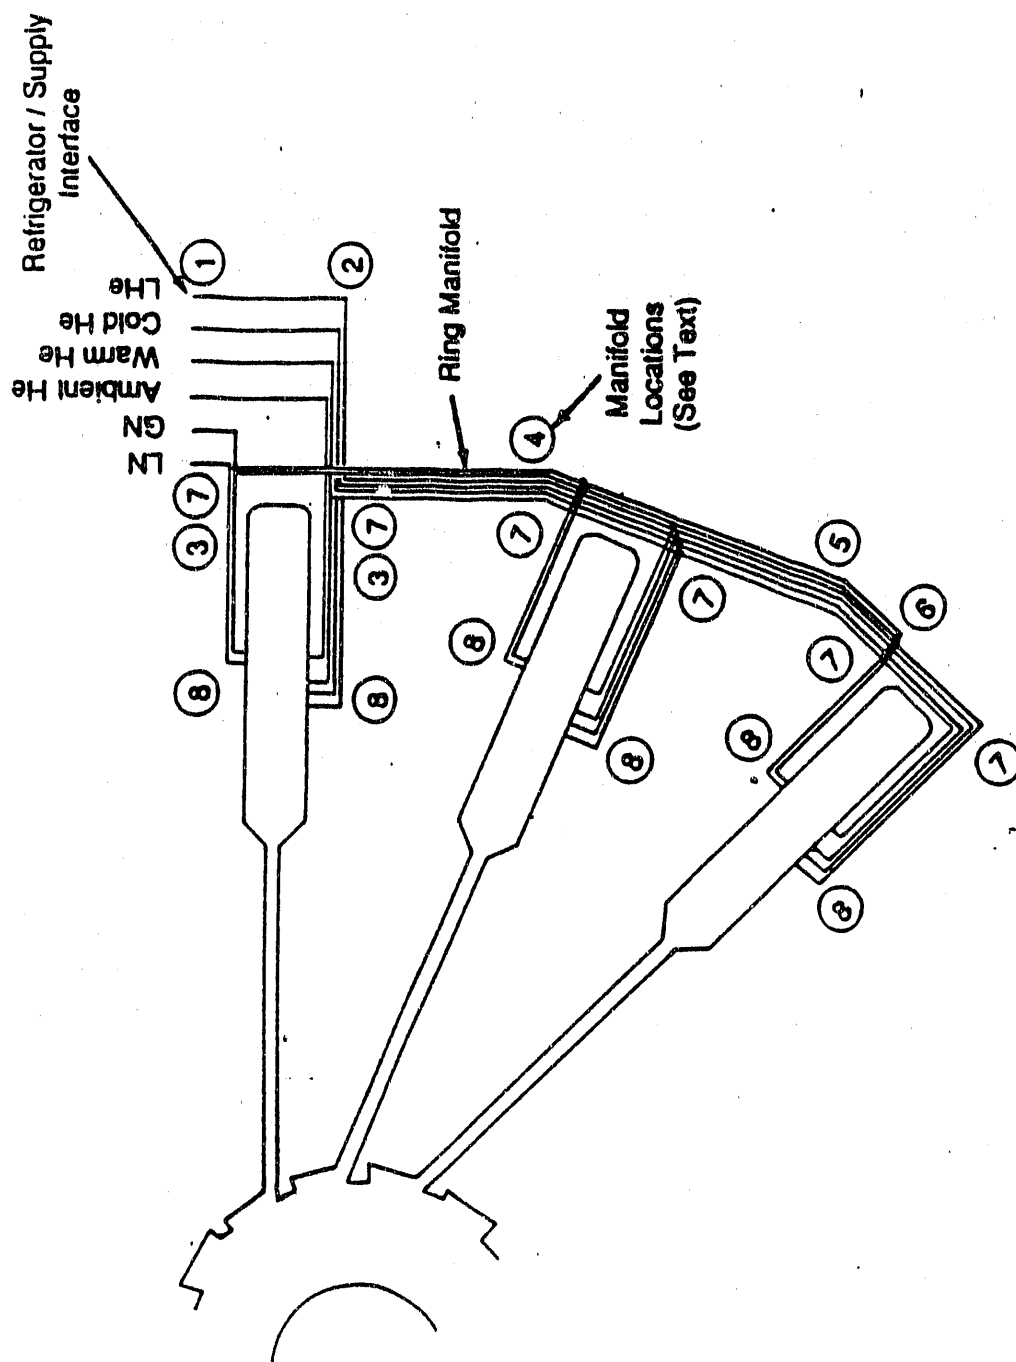 Refrigerator / Supply
Interface
1
LHe
Cold He
Warm He
Ambient He
GN
LN
2
Ring Manifold
Manifold
Locations
(See Text)
4
7
3
7
3
7
8
8
8
7
5
6
7
8
8
7
8